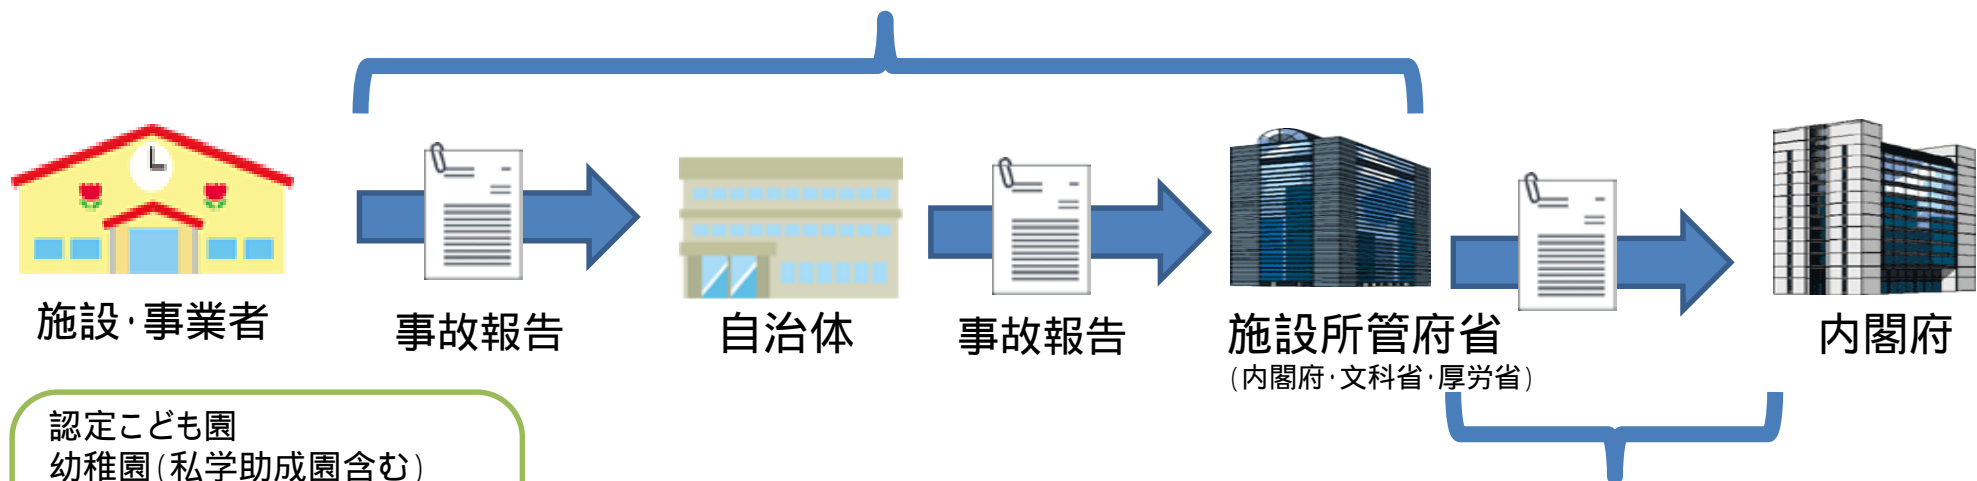 施設・事業者
事故報告
自治体
事故報告
施設所管府省
(内閣府・文科省・厚労省)
内閣府
認定こども園
幼稚園(私学助成園含む)